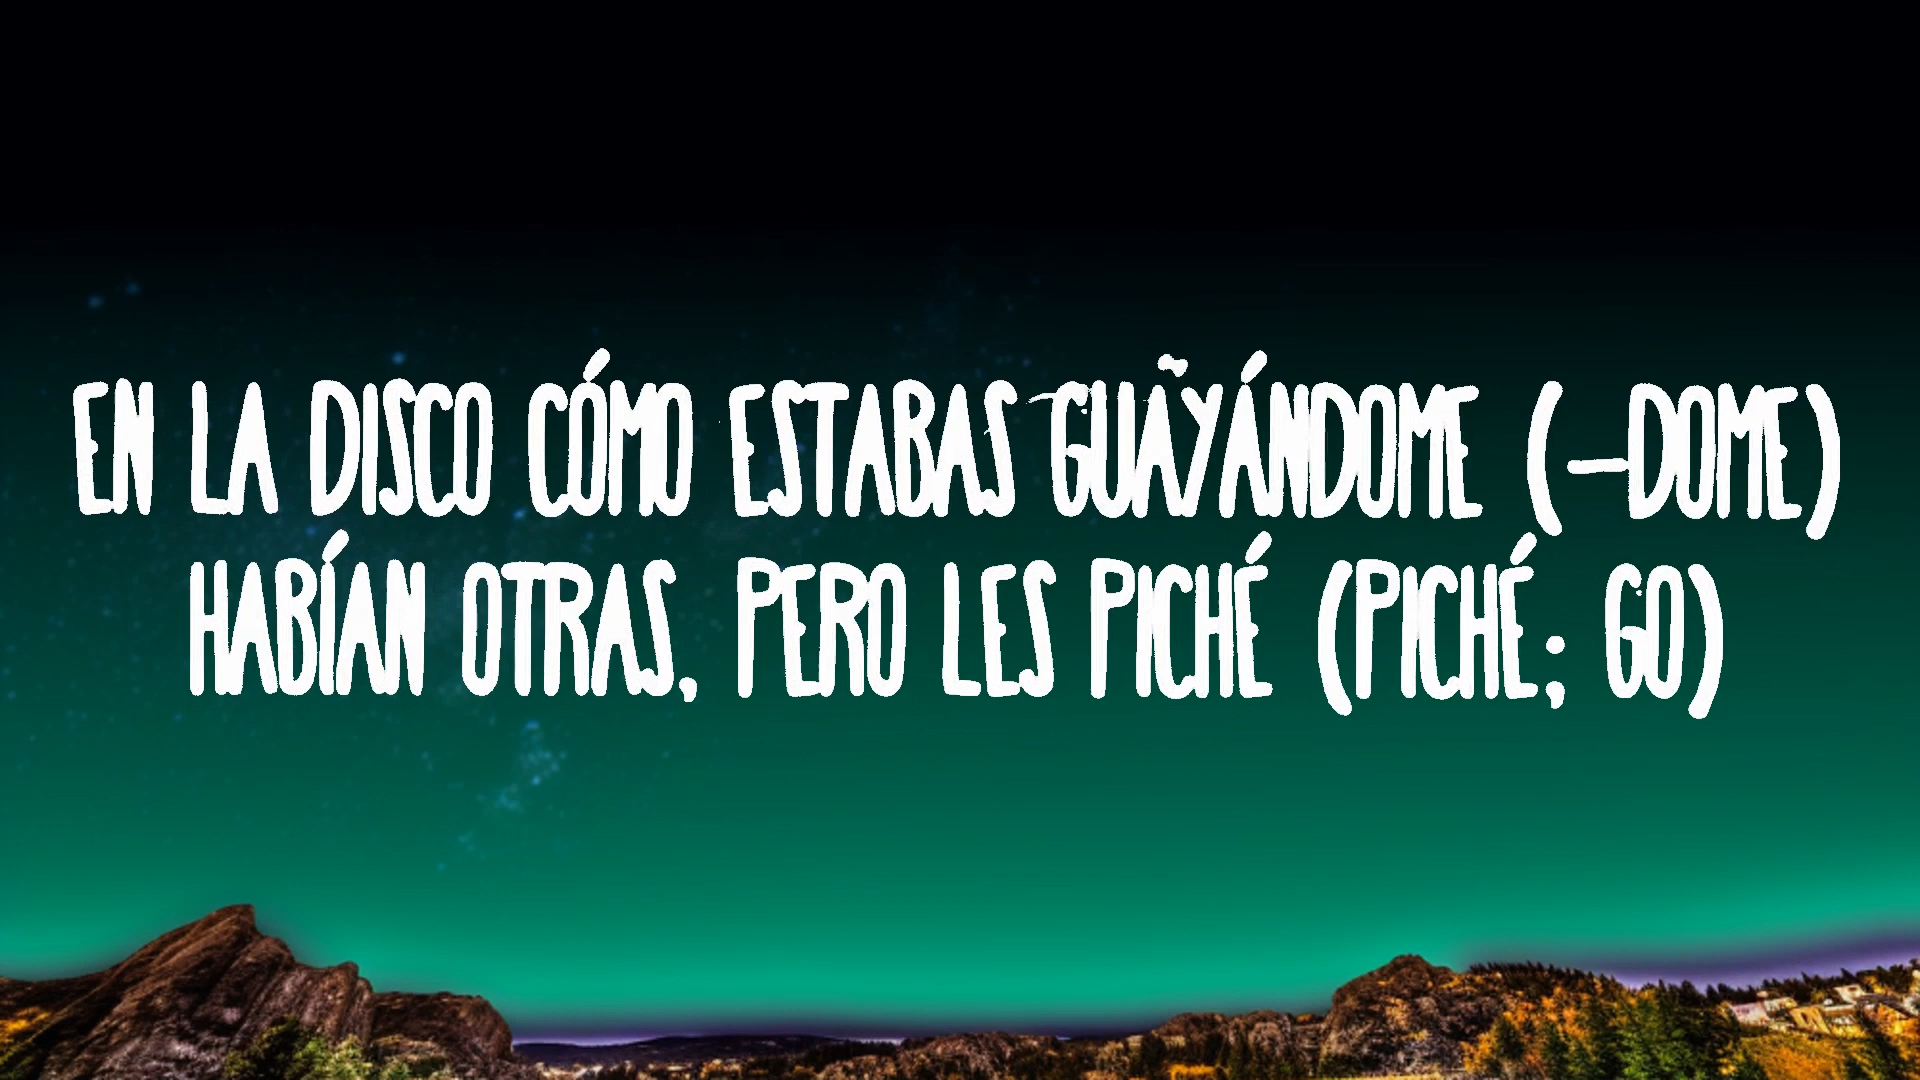 EN LA DISCO CÓMO ESTABAS GUAYÁNDOME (-DOME)
HABÍAN OTRAS, PERO LES PICHÉ (PICHÉ; GO)